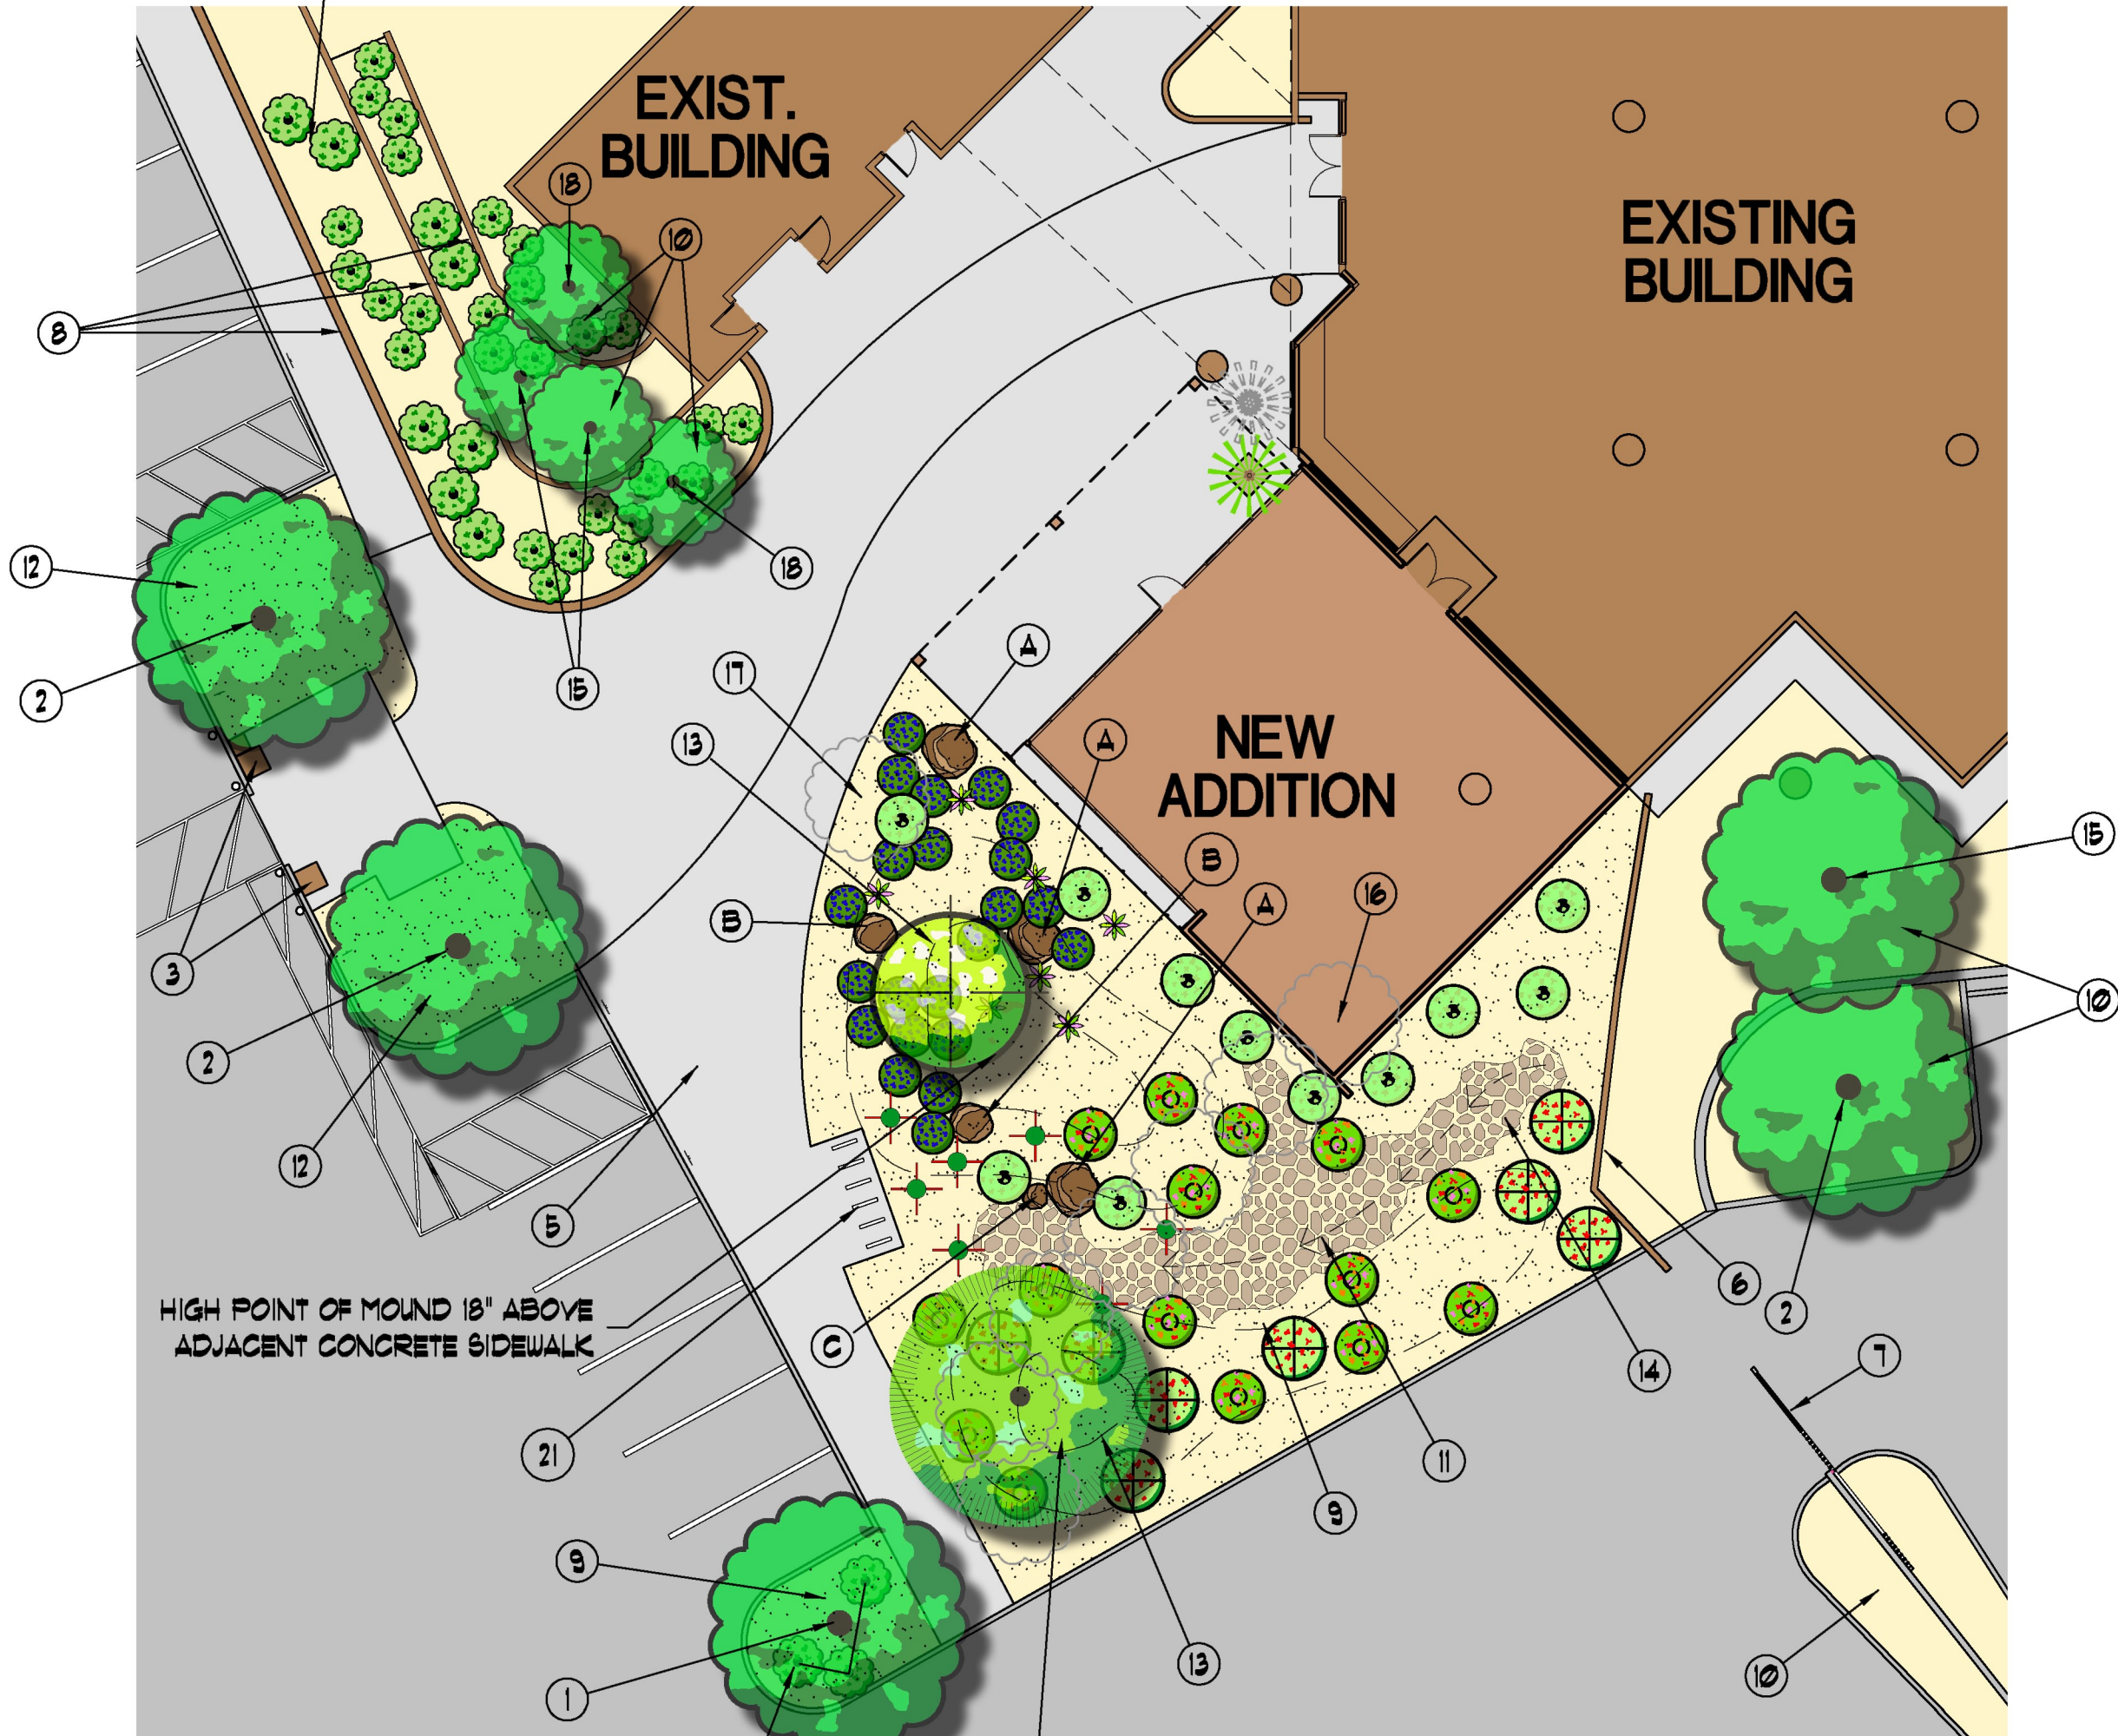 EXIST.
BUILDING
18
10
EXISTING
BUILDING
8
12
18
2
15
17
A
13
A
NEW
ADDITION
15
B
A
16
B
3
10
2
12
5
6
2
HIGH POINT OF MOUND 18" ABOVE
ADJACENT CONCRETE SIDEWALK
C
7
14
21
11
9
9
13
1
10